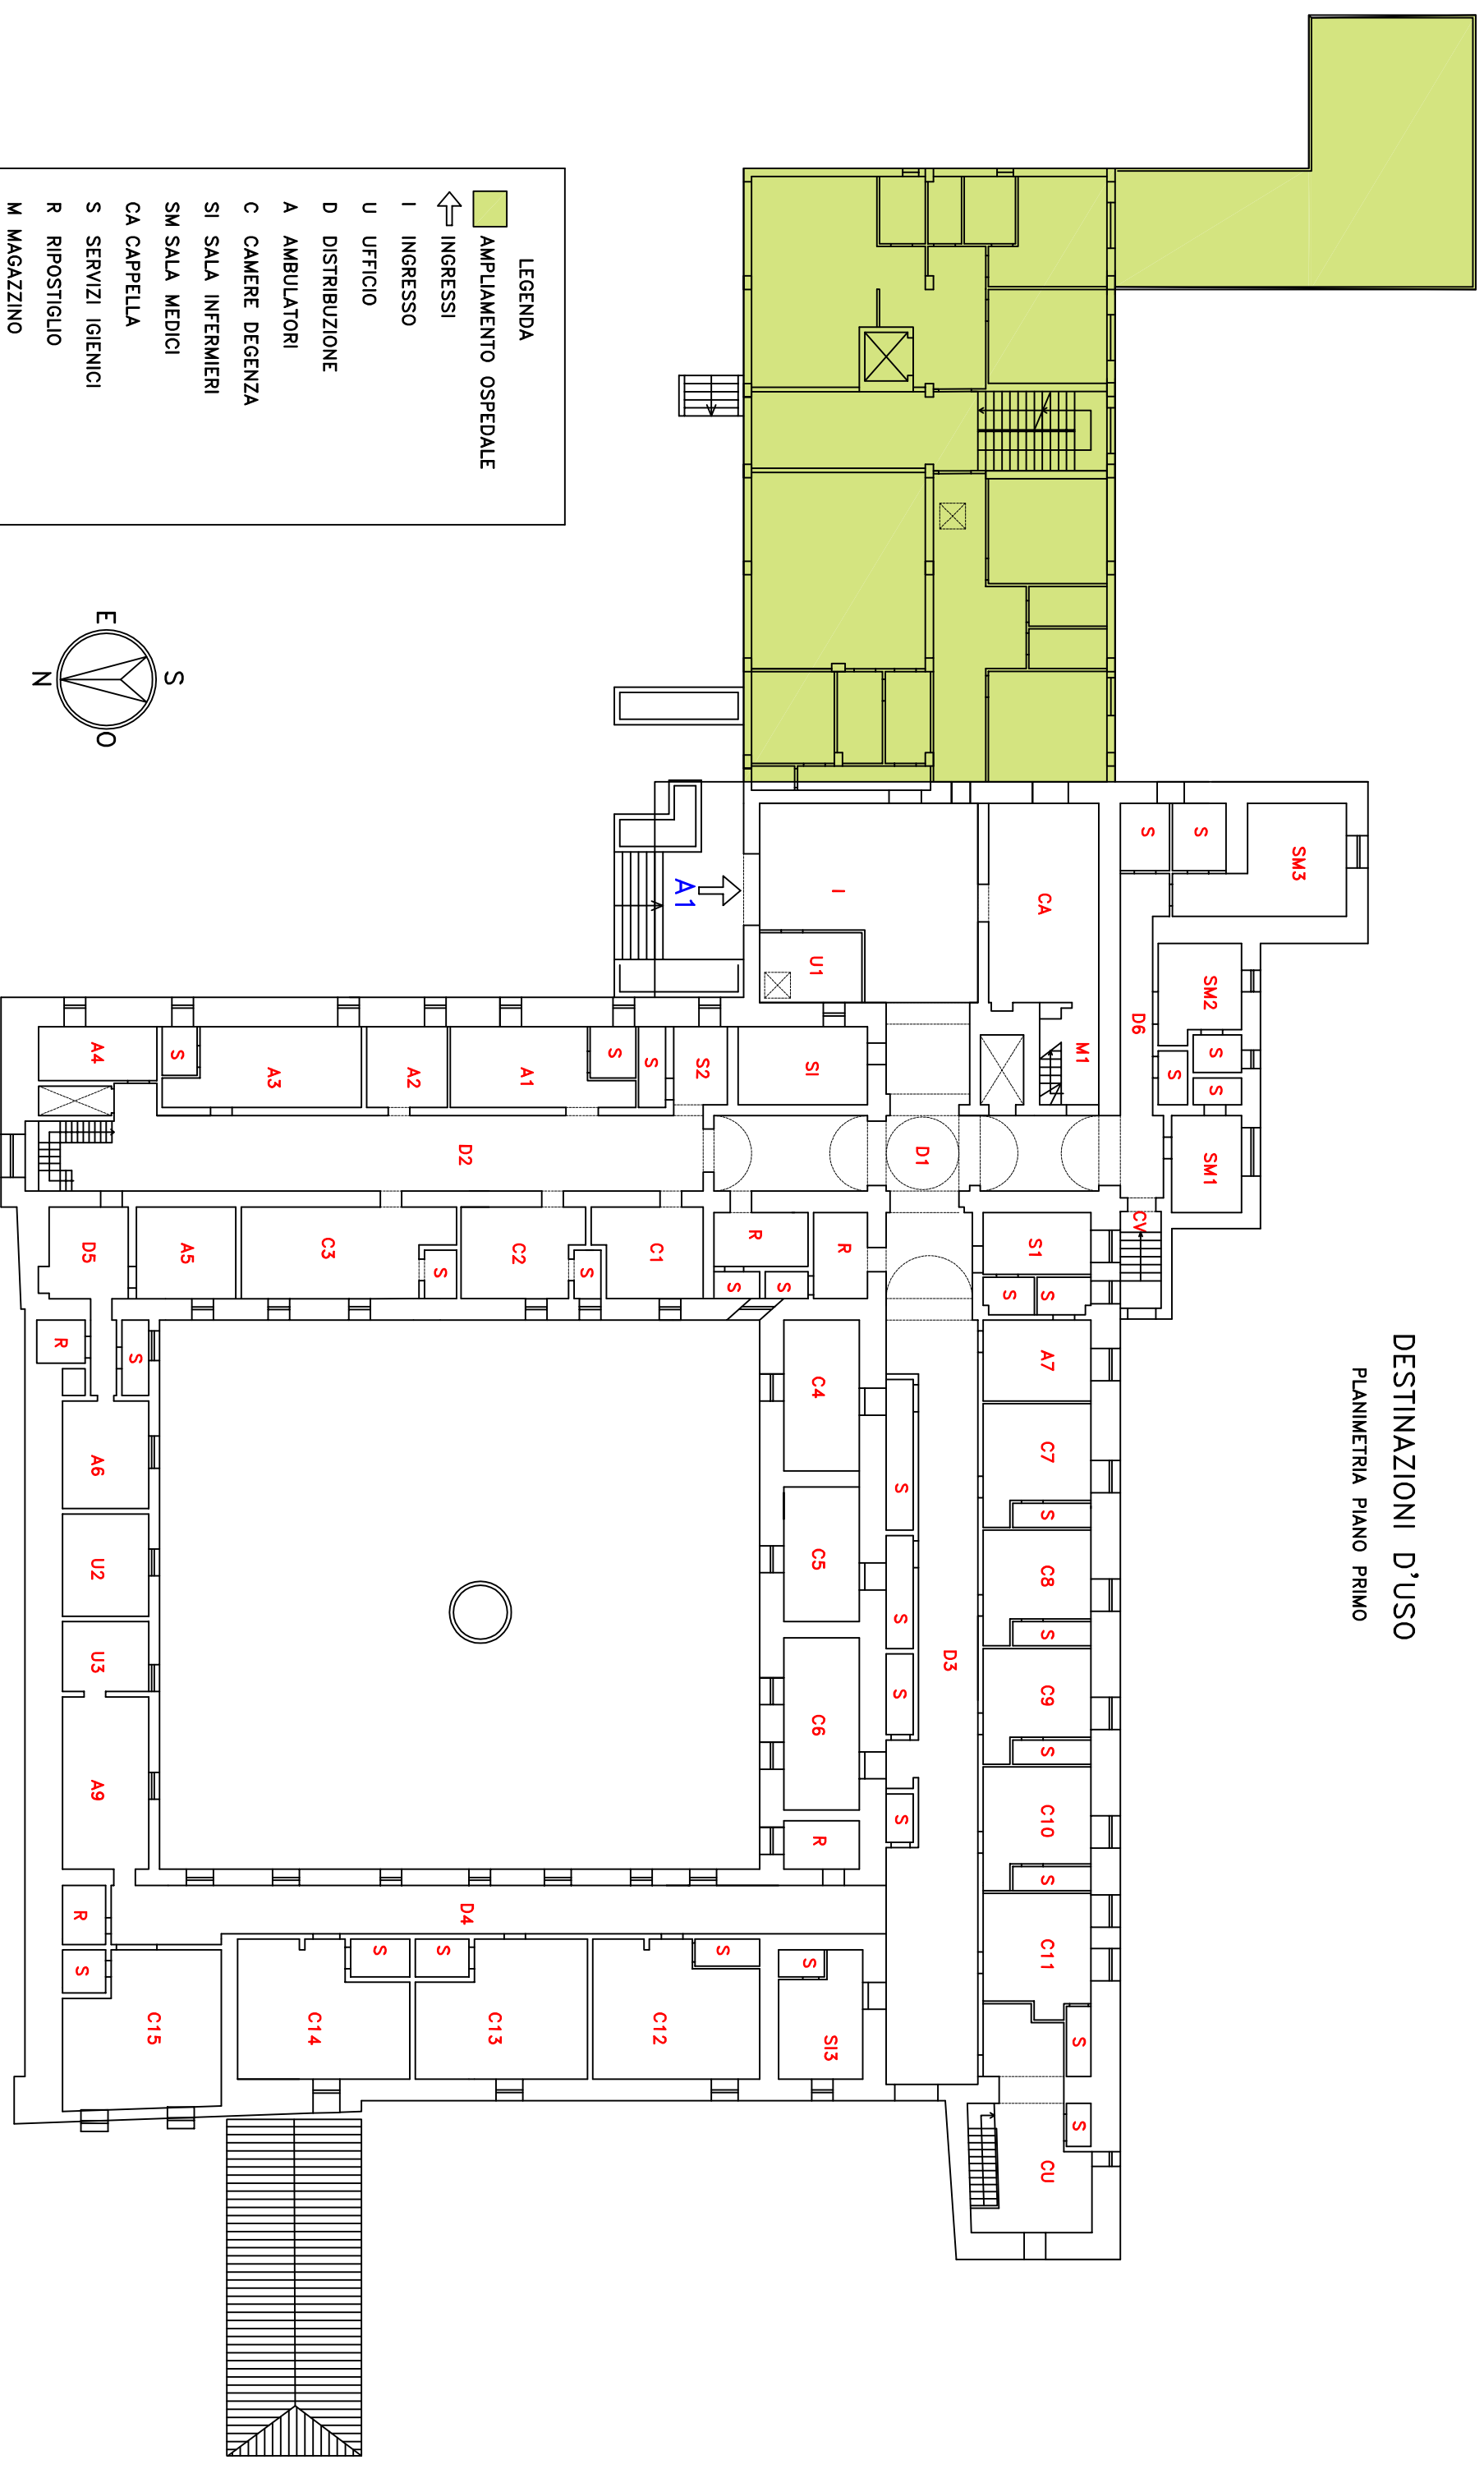 DESTINAZIONI D'USO
PLANIMETRIA PIANO PRIMO
LEGENDA
AMPLIAMENTO OSPEDALE
INGRESSI
I INGRESSO
U UFFICIO
D DISTRIBUZIONE
A AMBULATORI
C CAMERE DEGENZA
SI SALA INFERMIERI
SM SALA MEDICI
CA CAPPELLA
S SERVIZI IGIENICI
R RIPOSTIGLIO
M MAGAZZINO
E
S
N
O
SM3
S
S
CA
I
A1
U1
SM2
D6
S
S
S
M1
SI
S2
S
S
A1
A2
A3
S
A4
SM1
D1
D2
CV
S1
R
R
C1
C2
C3
A5
D5
S
S
S
S
S
S
A7
C4
S
R
C7
S
S
A6
C8
S
C5
S
U2
C9
S
D3
S
C6
U3
C10
S
S
R
A9
C11
S
D4
R
S
S
S
S
S
SI3
C12
C13
C14
C15
S
CU